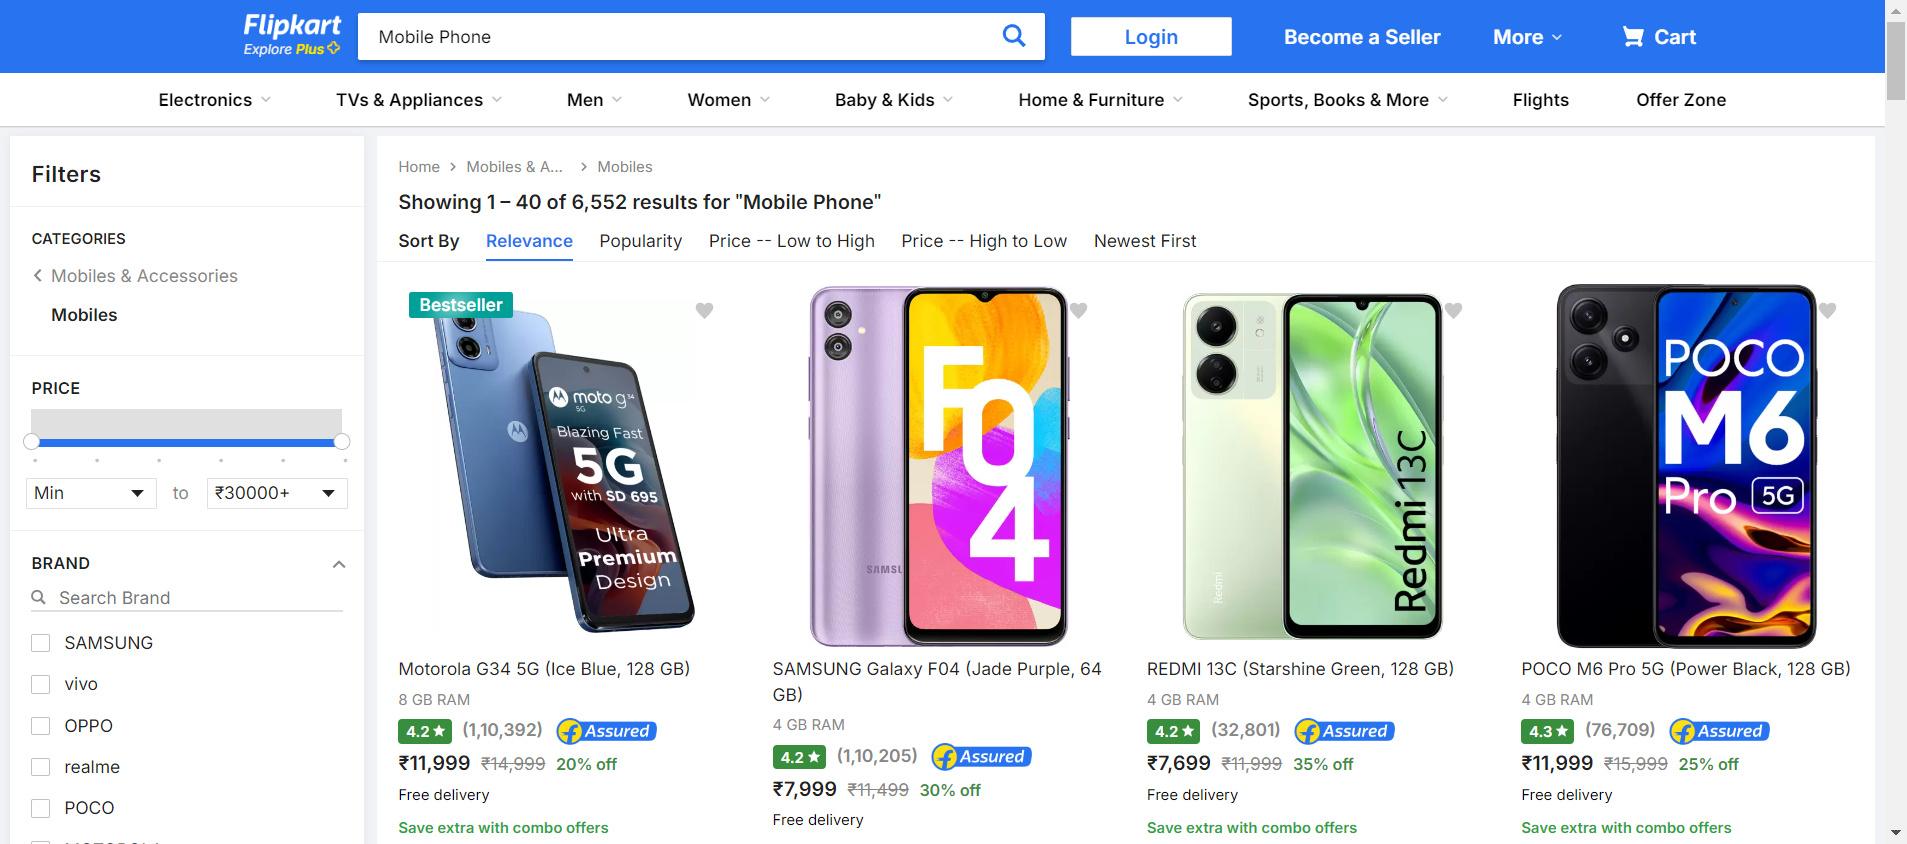 Flipkart
Explore Plus
Mobile Phone
Login
Become a Seller
More
Cart
Electronics
TVs & Appliances
Men
Women
Baby & Kids
Home & Furniture
Sports, Books & More
Flights
Offer Zone
Filters
CATEGORIES
Mobiles & Accessories
Mobiles
PRICE
Min
to
₹30000+
BRAND
Search Brand
SAMSUNG
vivo
OPPO
realme
POCO
Home
Mobiles & A...
Mobiles
Showing 1 – 40 of 6,552 results for "Mobile Phone"
Sort By
Relevance
Popularity
Price -- Low to High
Price -- High to Low
Newest First
Bestseller
moto g34
5G
Blazing Fast
5G
with SD 695
Ultra
Premium
Design
Motorola G34 5G (Ice Blue, 128 GB)
8 GB RAM
4.2★ (1,10,392) Assured
₹11,999 ₹14,999 20% off
Free delivery
Save extra with combo offers
F04
SAMSU
SAMSUNG Galaxy F04 (Jade Purple, 64
GB)
4 GB RAM
4.2★ (1,10,205) Assured
₹7,999 ₹11,499 30% off
Free delivery
Redmi 13C
Redmi
REDMI 13C (Starshine Green, 128 GB)
4 GB RAM
4.2★ (32,801) Assured
₹7,699 ₹11,999 35% off
Free delivery
Save extra with combo offers
POCO
M6
Pro 5G
POCO M6 Pro 5G (Power Black, 128 GB)
4 GB RAM
4.3★ (76,709) Assured
₹11,999 ₹15,999 25% off
Free delivery
Save extra with combo offers